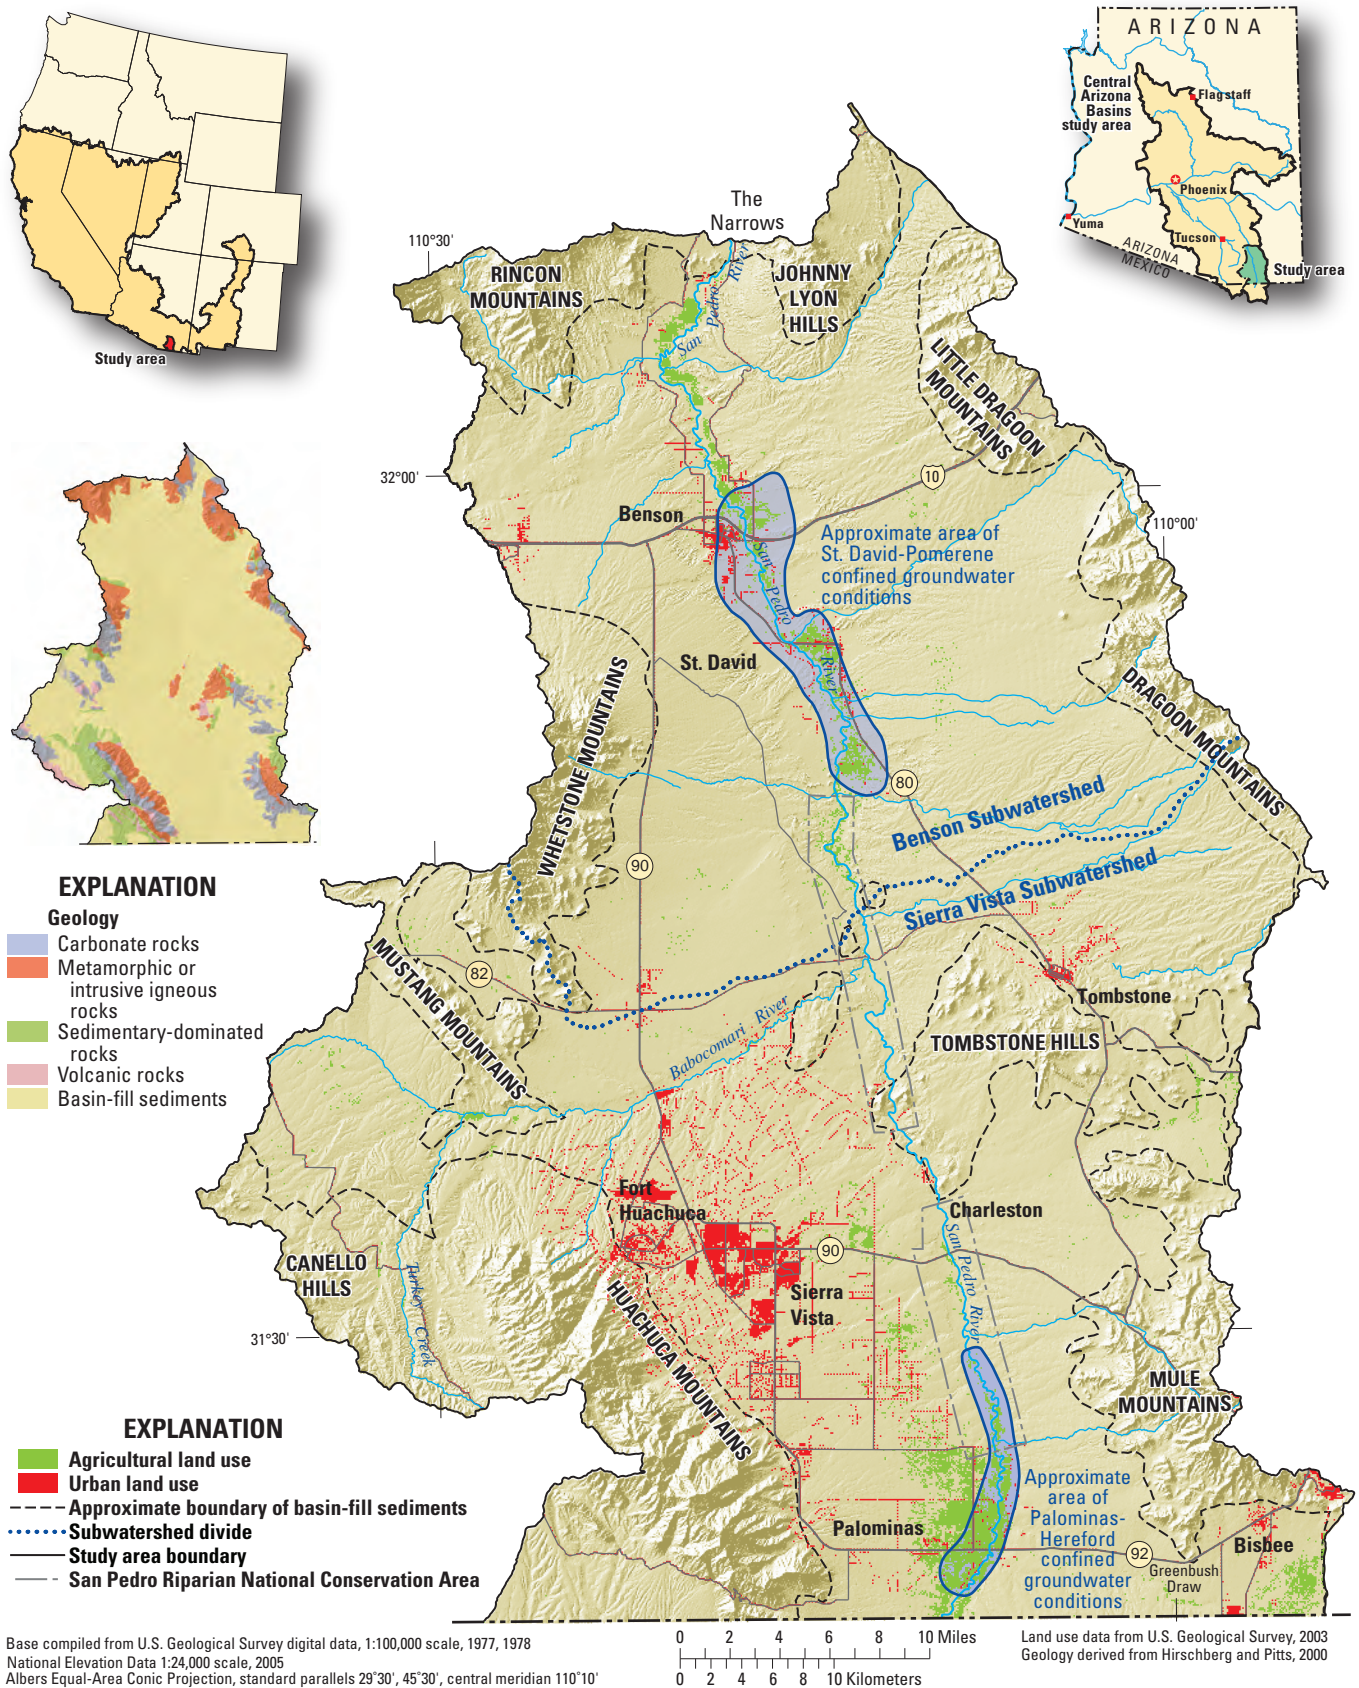 Study area
ARIZONA
Central
Arizona
Basins
study area
Flagstaff
Phoenix
Yuma
Tucson
ARIZONA
MEXICO
Study area
The
Narrows
110°30'
RINCON
MOUNTAINS
San Pedro River
JOHNNY
LYON
HILLS
LITTLE DRAGOON
MOUNTAINS
32°00'
10
110°00'
Benson
Approximate area of
St. David-Pomerene
confined groundwater
conditions
San Pedro River
St. David
WHETSTONE MOUNTAINS
DRAGOON MOUNTAINS
80
Benson Subwatershed
90
Sierra Vista Subwatershed
MUSTANG MOUNTAINS
82
Tombstone
Babocomari River
TOMBSTONE HILLS
EXPLANATION
Geology
Carbonate rocks
Metamorphic or
intrusive igneous
rocks
Sedimentary-dominated
rocks
Volcanic rocks
Basin-fill sediments
Fort
Huachuca
Charleston
90
San Pedro River
CANELLO
HILLS
Turkey Creek
Sierra
Vista
HUACHUCA MOUNTAINS
31°30'
MULE
MOUNTAINS
Approximate
area of
Palominas-
Hereford
confined
groundwater
conditions
Palominas
92
Greenbush
Draw
Bisbee
EXPLANATION
Agricultural land use
Urban land use
Approximate boundary of basin-fill sediments
Subwatershed divide
Study area boundary
San Pedro Riparian National Conservation Area
Base compiled from U.S. Geological Survey digital data, 1:100,000 scale, 1977, 1978
National Elevation Data 1:24,000 scale, 2005
Albers Equal-Area Conic Projection, standard parallels 29°30', 45°30', central meridian 110°10'
0 2 4 6 8 10 Miles
0 2 4 6 8 10 Kilometers
Land use data from U.S. Geological Survey, 2003
Geology derived from Hirschberg and Pitts, 2000